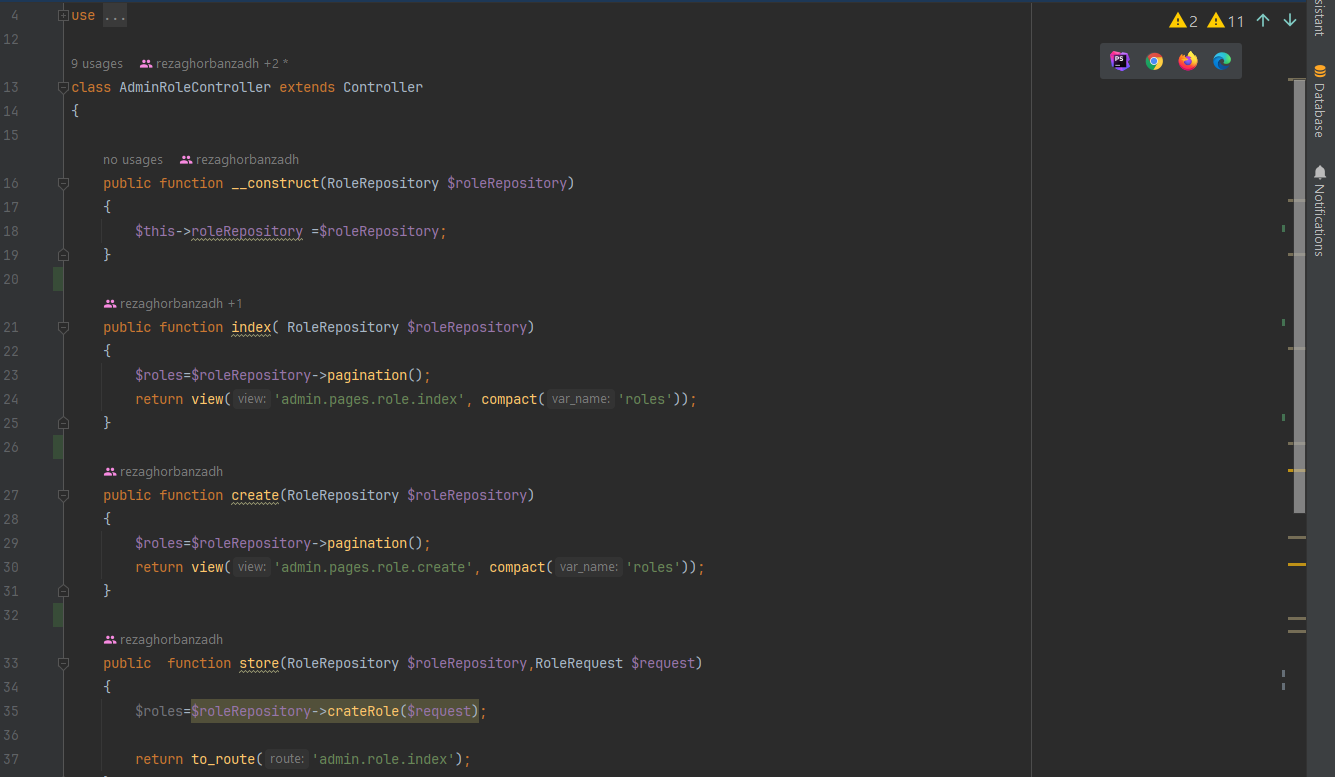 4 use ...
2 11
12
9 usages rezaghorbanzadh +2 *
13 class AdminRoleController extends Controller
14 {
15
no usages rezaghorbanzadh
16 public function __construct(RoleRepository $roleRepository)
17 {
18 $this->roleRepository =$roleRepository;
19 }
20
rezaghorbanzadh +1
21 public function index( RoleRepository $roleRepository)
22 {
23 $roles=$roleRepository->pagination();
24 return view( view: 'admin.pages.role.index', compact( var_name: 'roles'));
25 }
26
rezaghorbanzadh
27 public function create(RoleRepository $roleRepository)
28 {
29 $roles=$roleRepository->pagination();
30 return view( view: 'admin.pages.role.create', compact( var_name: 'roles'));
31 }
32
rezaghorbanzadh
33 public  function store(RoleRepository $roleRepository,RoleRequest $request)
34 {
35 $roles=$roleRepository->crateRole($request);
36
37 return to_route( route: 'admin.role.index');
PS
sistant
Database
Notifications